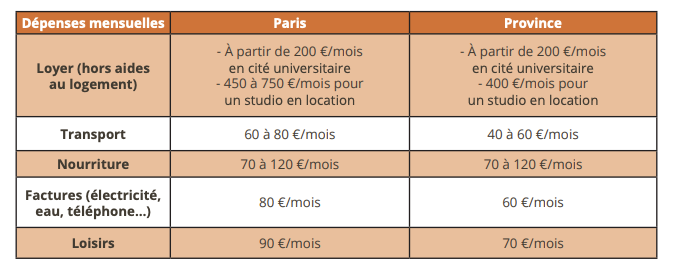 Dépenses mensuelles
Paris
Province
Loyer (hors aides
au logement)
- À partir de 200 €/mois
en cité universitaire
- 450 à 750 €/mois pour
un studio en location
- À partir de 200 €/mois
en cité universitaire
- 400 €/mois pour
un studio en location
Transport
60 à 80 €/mois
40 à 60 €/mois
Nourriture
70 à 120 €/mois
70 à 120 €/mois
Factures (électricité,
eau, téléphone...)
80 €/mois
60 €/mois
Loisirs
90 €/mois
70 €/mois